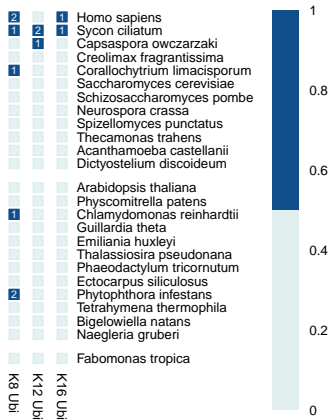 2 1 Homo sapiens
1 2 1 Sycon ciliatum
1 Capsaspora owczarzaki
Creolimax fragrantissima
1 Corallochytrium limacisporum
Saccharomyces cerevisiae
Schizosaccharomyces pombe
Neurospora crassa
Spizellomyces punctatus
Thecamonas trahens
Acanthamoeba castellanii
Dictyostelium discoideum
Arabidopsis thaliana
Physcomitrella patens
1 Chlamydomonas reinhardtii
Guillardia theta
Emiliania huxleyi
Thalassiosira pseudonana
Phaeodactylum tricornutum
Ectocarpus siliculosus
2 Phytophthora infestans
Tetrahymena thermophila
Bigelowiella natans
Naegleria gruberi
Fabomonas tropica
K8 Ubi
K12 Ubi
K16 Ubi
1
0.8
0.6
0.4
0.2
0